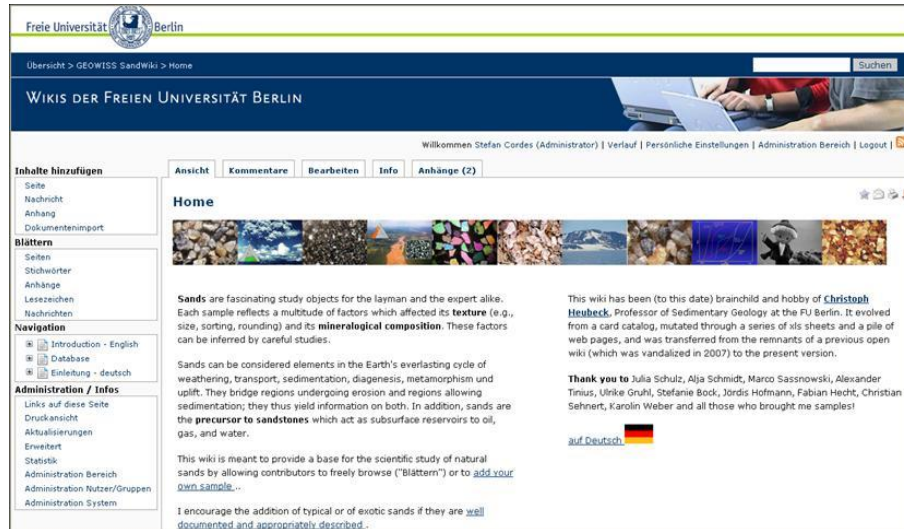 Freie Universität Berlin
Übersicht > GEOWISS SandWiki > Home
Suchen
WIKIS DER FREIEN UNIVERSITÄT BERLIN
Willkommen Stefan Cordes (Administrator) | Verlauf | Persönliche Einstellungen | Administration Bereich | Logout |
Inhalte hinzufügen
Seite
Nachricht
Anhang
Dokumentenimport
Blättern
Seiten
Stichwörter
Anhänge
Lesezeichen
Nachrichten
Navigation
Introduction - English
Database
Einleitung - deutsch
Administration / Infos
Links auf diese Seite
Druckansicht
Aktualisierungen
Erweitert
Statistik
Administration Bereich
Administration Nutzer/Gruppen
Administration System
Ansicht Kommentare Bearbeiten Info Anhänge (2)
Home
Sands are fascinating study objects for the layman and the expert alike.
Each sample reflects a multitude of factors which affected its texture (e.g.,
size, sorting, rounding) and its mineralogical composition. These factors
can be inferred by careful studies.
Sands can be considered elements in the Earth's everlasting cycle of
weathering, transport, sedimentation, diagenesis, metamorphism und
uplift. They bridge regions undergoing erosion and regions allowing
sedimentation; they thus yield information on both. In addition, sands are
the precursor to sandstones which act as subsurface reservoirs to oil,
gas, and water.
This wiki is meant to provide a base for the scientific study of natural
sands by allowing contributors to freely browse ("Blättern") or to add your
own sample ..
I encourage the addition of typical or of exotic sands if they are well
documented and appropriately described .
This wiki has been (to this date) brainchild and hobby of Christoph
Heubeck, Professor of Sedimentary Geology at the FU Berlin. It evolved
from a card catalog, mutated through a series of xls sheets and a pile of
web pages, and was transferred from the remnants of a previous open
wiki (which was vandalized in 2007) to the present version.
Thank you to Julia Schulz, Alja Schmidt, Marco Sassnowski, Alexander
Tinius, Ulrike Gruhl, Stefanie Bock, Jördis Hofmann, Fabian Hecht, Christian
Sehnert, Karolin Weber and all those who brought me samples!
auf Deutsch